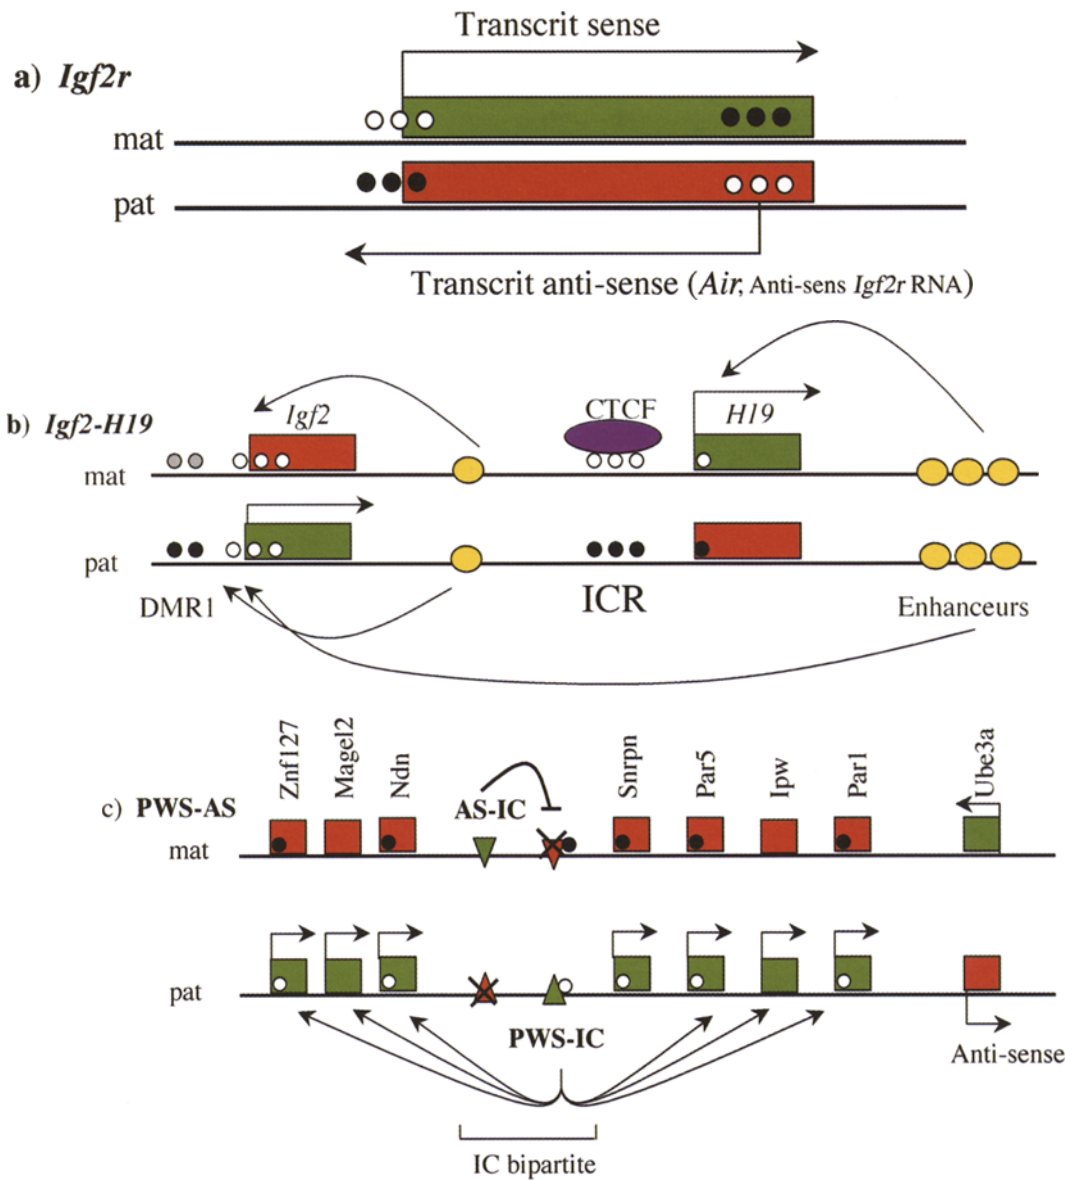 Transcrit sense
a) Igf2r
mat
pat
Transcrit anti-sense (Air, Anti-sens Igf2r RNA)
b) Igf2-H19
Igf2
CTCF
H19
mat
pat
DMR1
ICR
Enhanceurs
c) PWS-AS
Znf127
Magel2
Ndn
AS-IC
Snrpn
Par5
Ipw
Par1
Ube3a
mat
pat
PWS-IC
Anti-sense
IC bipartite